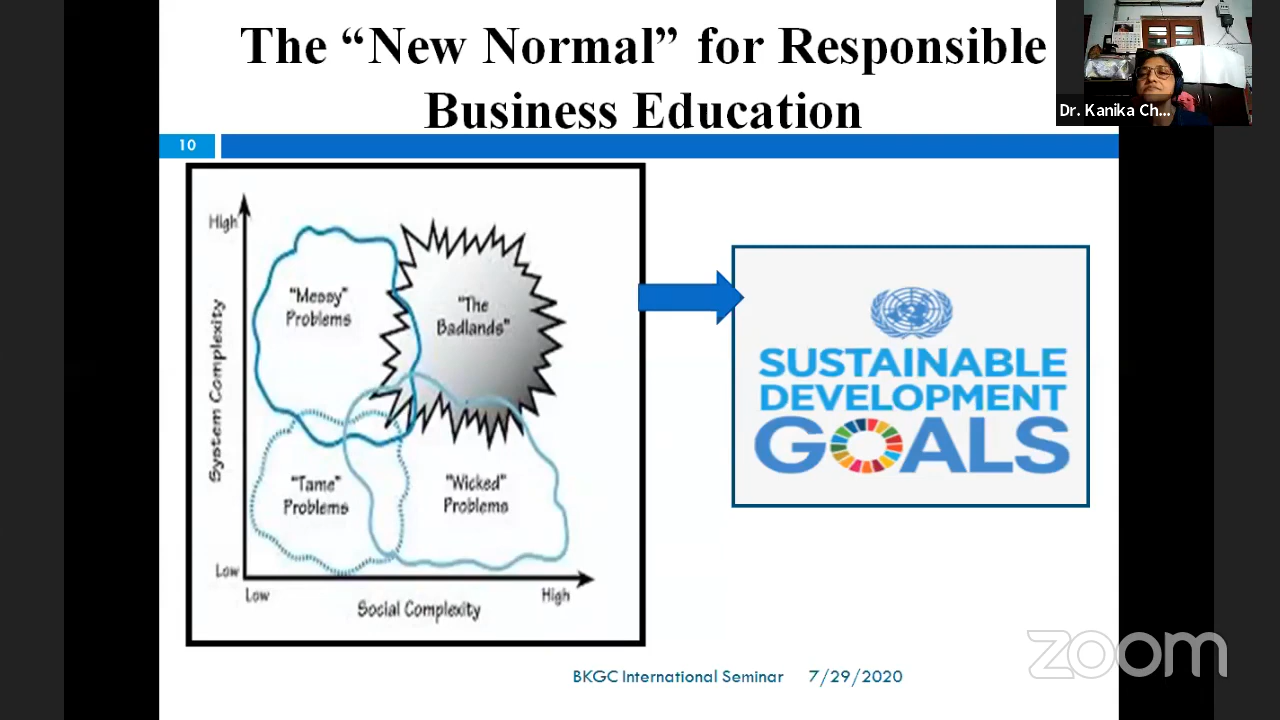 The “New Normal” for Responsible
Business Education
Dr. Kanika Ch...
10
High
"Messy"
Problems
"The
Badlands"
System Complexity
"Tame"
Problems
"Wicked"
Problems
Low
Low
Social Complexity
High
SUSTAINABLE
DEVELOPMENT
GOALS
BKGC International Seminar 7/29/2020
zoom